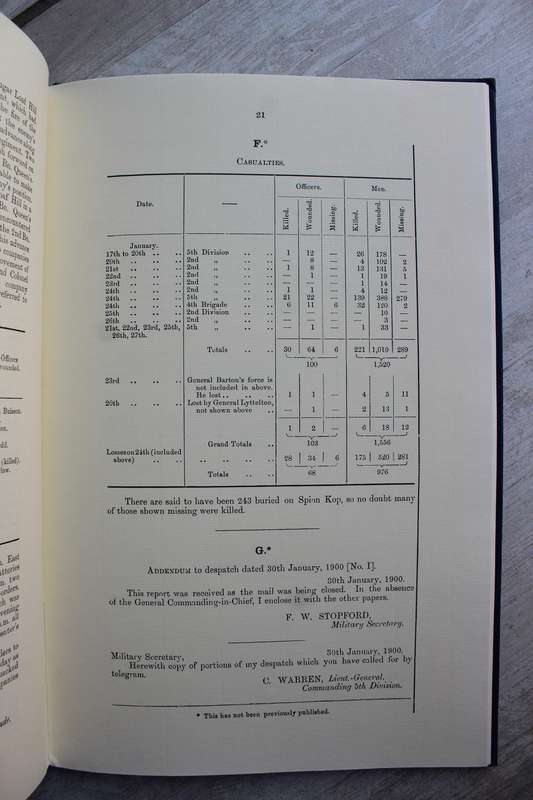 21
F.*
CASUALTIES.
Date.
Officers.
Men.
Killed. Wounded. Missing. Killed. Wounded. Missing.
January.
17th to 20th .. .. 5th Division .. .. 1 12 — 26 178 —
20th .. .. .. 2nd „ .. .. — 8 — 4 102 2
21st .. .. .. 2nd „ .. .. 1 8 — 13 131 5
22nd .. .. .. 2nd „ .. .. — 1 — 1 19 1
23rd .. .. .. 2nd „ .. .. — — — 1 14 —
24th .. .. .. 2nd „ .. .. 1 1 — 4 12 —
24th .. .. .. 5th „ .. .. 21 22 — 139 388 279
24th .. .. .. 4th Brigade .. .. 6 11 6 32 120 2
25th .. .. .. 2nd Division .. .. — — — — 10 —
26th .. .. .. 2nd „ .. .. — — — — 3 —
21st, 22nd, 23rd, 25th, 5th „ .. .. — 1 — 1 33 —
26th, 27th.
Totals .. .. 30 64 6 221 1,010 289
100 1,520
23rd .. .. .. General Barton's force is
not included in above.
He lost .. .. .. 1 1 — 4 5 11
20th .. .. .. Lost by General Lyttelton,
not shown above .. — 1 — 2 13 1
1 2 — 6 18 12
Grand Totals .. 103 1,556
Losses on 24th (included
above) .. .. .. .. .. .. 28 34 6 175 520 281
Totals .. .. 68 976
There are said to have been 243 buried on Spion Kop, so no doubt many
of those shown missing were killed.
G.*
ADDENDUM to despatch dated 30th January, 1900 [No. I].
30th January, 1900.
This report was received as the mail was being closed. In the absence
of the General Commanding-in-Chief, I enclose it with the other papers.
F. W. STOPFORD,
Military Secretary.
30th January, 1900.
Military Secretary,
Herewith copy of portions of my despatch which you have called for by
telegram.
C. WARREN, Lieut.-General,
Commanding 5th Division.
* This has not been previously published.